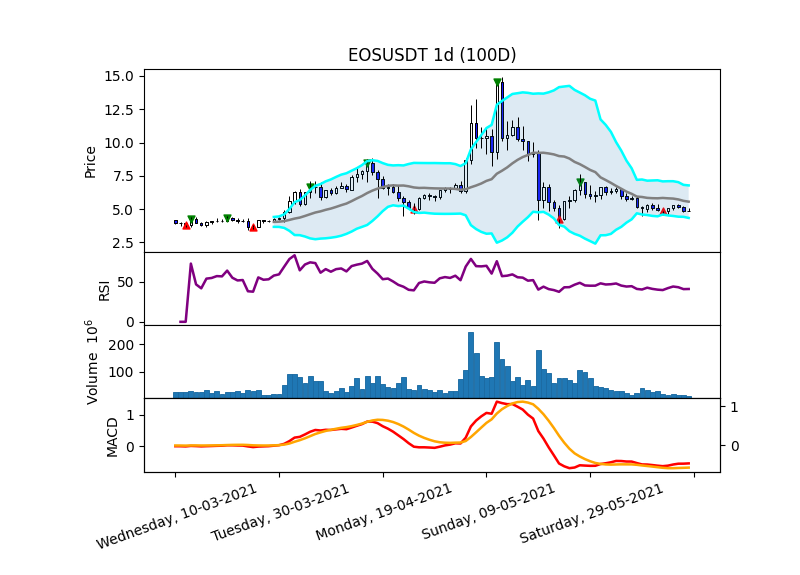 EOSUSDT 1d (100D)
15.0
12.5
10.0
7.5
5.0
2.5
Price
50
0
RSI
200
100
Volume 10^6
1
0
MACD
1
0
Wednesday, 10-03-2021
Tuesday, 30-03-2021
Monday, 19-04-2021
Sunday, 09-05-2021
Saturday, 29-05-2021